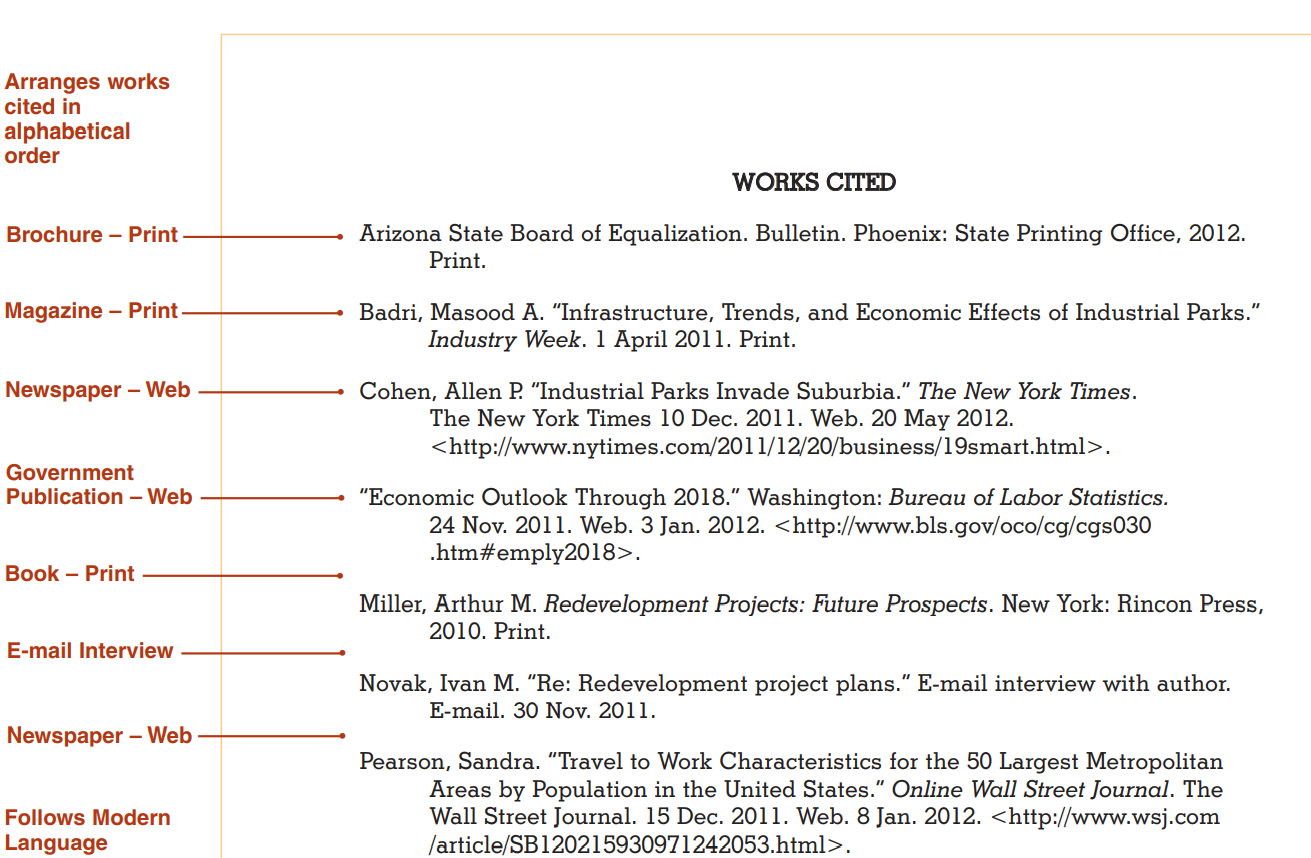 Arranges works
cited in
alphabetical
order
WORKS CITED
Brochure – Print
Arizona State Board of Equalization. Bulletin. Phoenix: State Printing Office, 2012.
Print.
Magazine – Print
Badri, Masood A. “Infrastructure, Trends, and Economic Effects of Industrial Parks.”
Industry Week. 1 April 2011. Print.
Newspaper – Web
Cohen, Allen P. “Industrial Parks Invade Suburbia.” The New York Times.
The New York Times 10 Dec. 2011. Web. 20 May 2012.
<http://www.nytimes.com/2011/12/20/business/19smart.html>.
Government
Publication – Web
“Economic Outlook Through 2018.” Washington: Bureau of Labor Statistics.
24 Nov. 2011. Web. 3 Jan. 2012. <http://www.bls.gov/oco/cg/cgs030
.htm#emply2018>.
Book – Print
Miller, Arthur M. Redevelopment Projects: Future Prospects. New York: Rincon Press,
2010. Print.
E-mail Interview
Novak, Ivan M. “Re: Redevelopment project plans.” E-mail interview with author.
E-mail. 30 Nov. 2011.
Newspaper – Web
Pearson, Sandra. “Travel to Work Characteristics for the 50 Largest Metropolitan
Areas by Population in the United States.” Online Wall Street Journal. The
Wall Street Journal. 15 Dec. 2011. Web. 8 Jan. 2012. <http://www.wsj.com
/article/SB120215930971242053.html>.
Follows Modern
Language